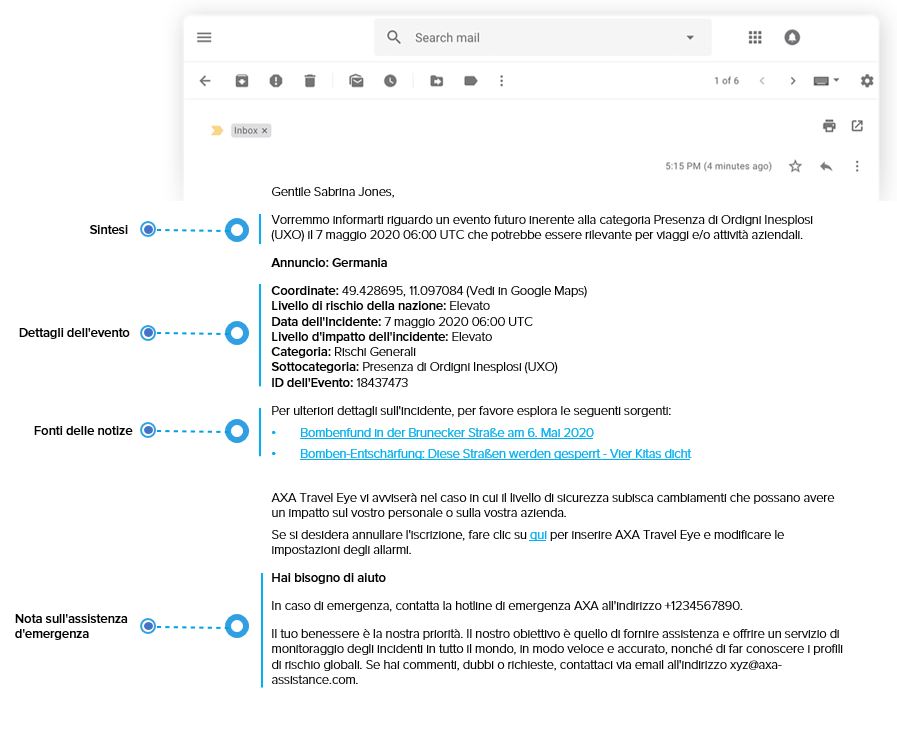 Search mail
1 of 6
Inbox ×
5:15 PM (4 minutes ago)
Gentile Sabrina Jones,
Sintesi
Vorremmo informarti riguardo un evento futuro inerente alla categoria Presenza di Ordigni Inesplosi
(UXO) il 7 maggio 2020 06:00 UTC che potrebbe essere rilevante per viaggi e/o attività aziendali.
Annuncio: Germania
Dettagli dell'evento
Coordinate: 49.428695, 11.097084 (Vedi in Google Maps)
Livello di rischio della nazione: Elevato
Data dell'Incidente: 7 maggio 2020 06:00 UTC
Livello d'impatto dell'incidente: Elevato
Categoria: Rischi Generali
Sottocategoria: Presenza di Ordigni Inesplosi (UXO)
ID dell'Evento: 18437473
Fonti delle notize
Per ulteriori dettagli sull'incidente, per favore esplora le seguenti sorgenti:
• Bombenfund in der Brunecker Straße am 6. Mai 2020
• Bomben-Entschärfung: Diese Straßen werden gesperrt - Vier Kitas dicht
AXA Travel Eye vi avviserà nel caso in cui il livello di sicurezza subisca cambiamenti che possano avere
un impatto sul vostro personale o sulla vostra azienda.
Se si desidera annullare l'iscrizione, fare clic su qui per inserire AXA Travel Eye e modificare le
impostazioni degli allarmi.
Hai bisogno di aiuto
In caso di emergenza, contatta la hotline di emergenza AXA all'indirizzo +1234567890.
Nota sull'assistenza
d'emergenza
Il tuo benessere è la nostra priorità. Il nostro obiettivo è quello di fornire assistenza e offrire un servizio di
monitoraggio degli incidenti in tutto il mondo, in modo veloce e accurato, nonché di far conoscere i profili
di rischio globali. Se hai commenti, dubbi o richieste, contattaci via email all'indirizzo xyz@axa-
assistance.com.